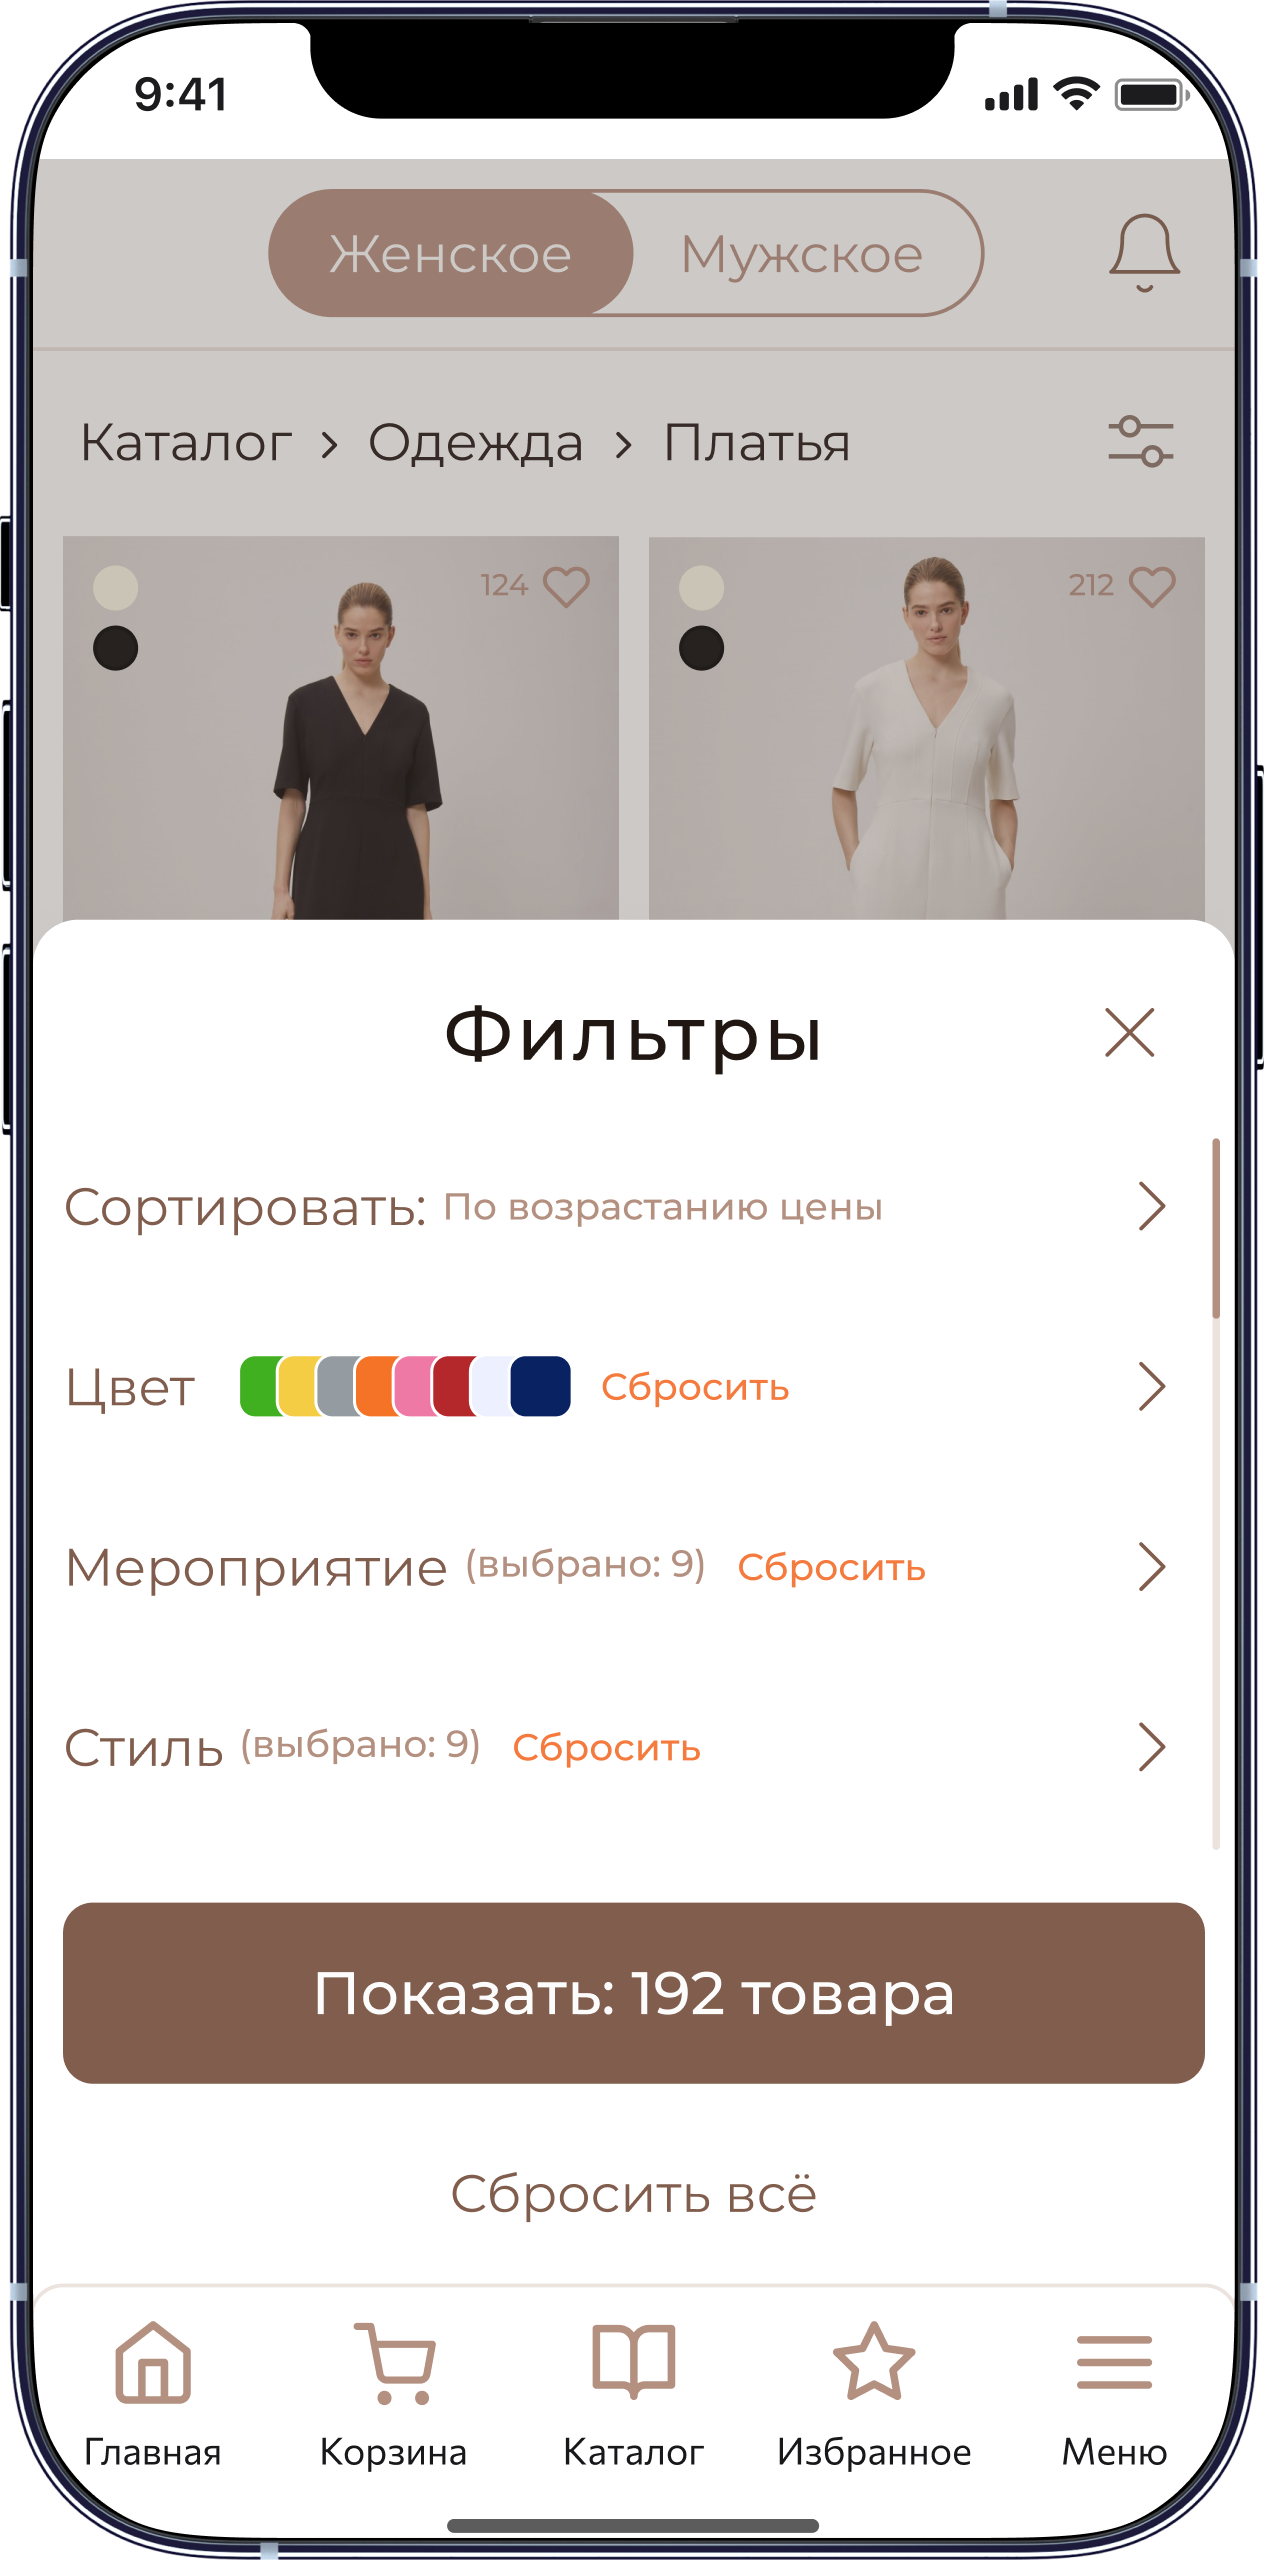 9:41
Женское Мужское
Каталог > Одежда > Платья
124 212
Фильтры
Сортировать: По возрастанию цены
Цвет Сбросить
Мероприятие (выбрано: 9) Сбросить
Стиль (выбрано: 9) Сбросить
Показать: 192 товара
Сбросить всё
Главная Корзина Каталог Избранное Меню